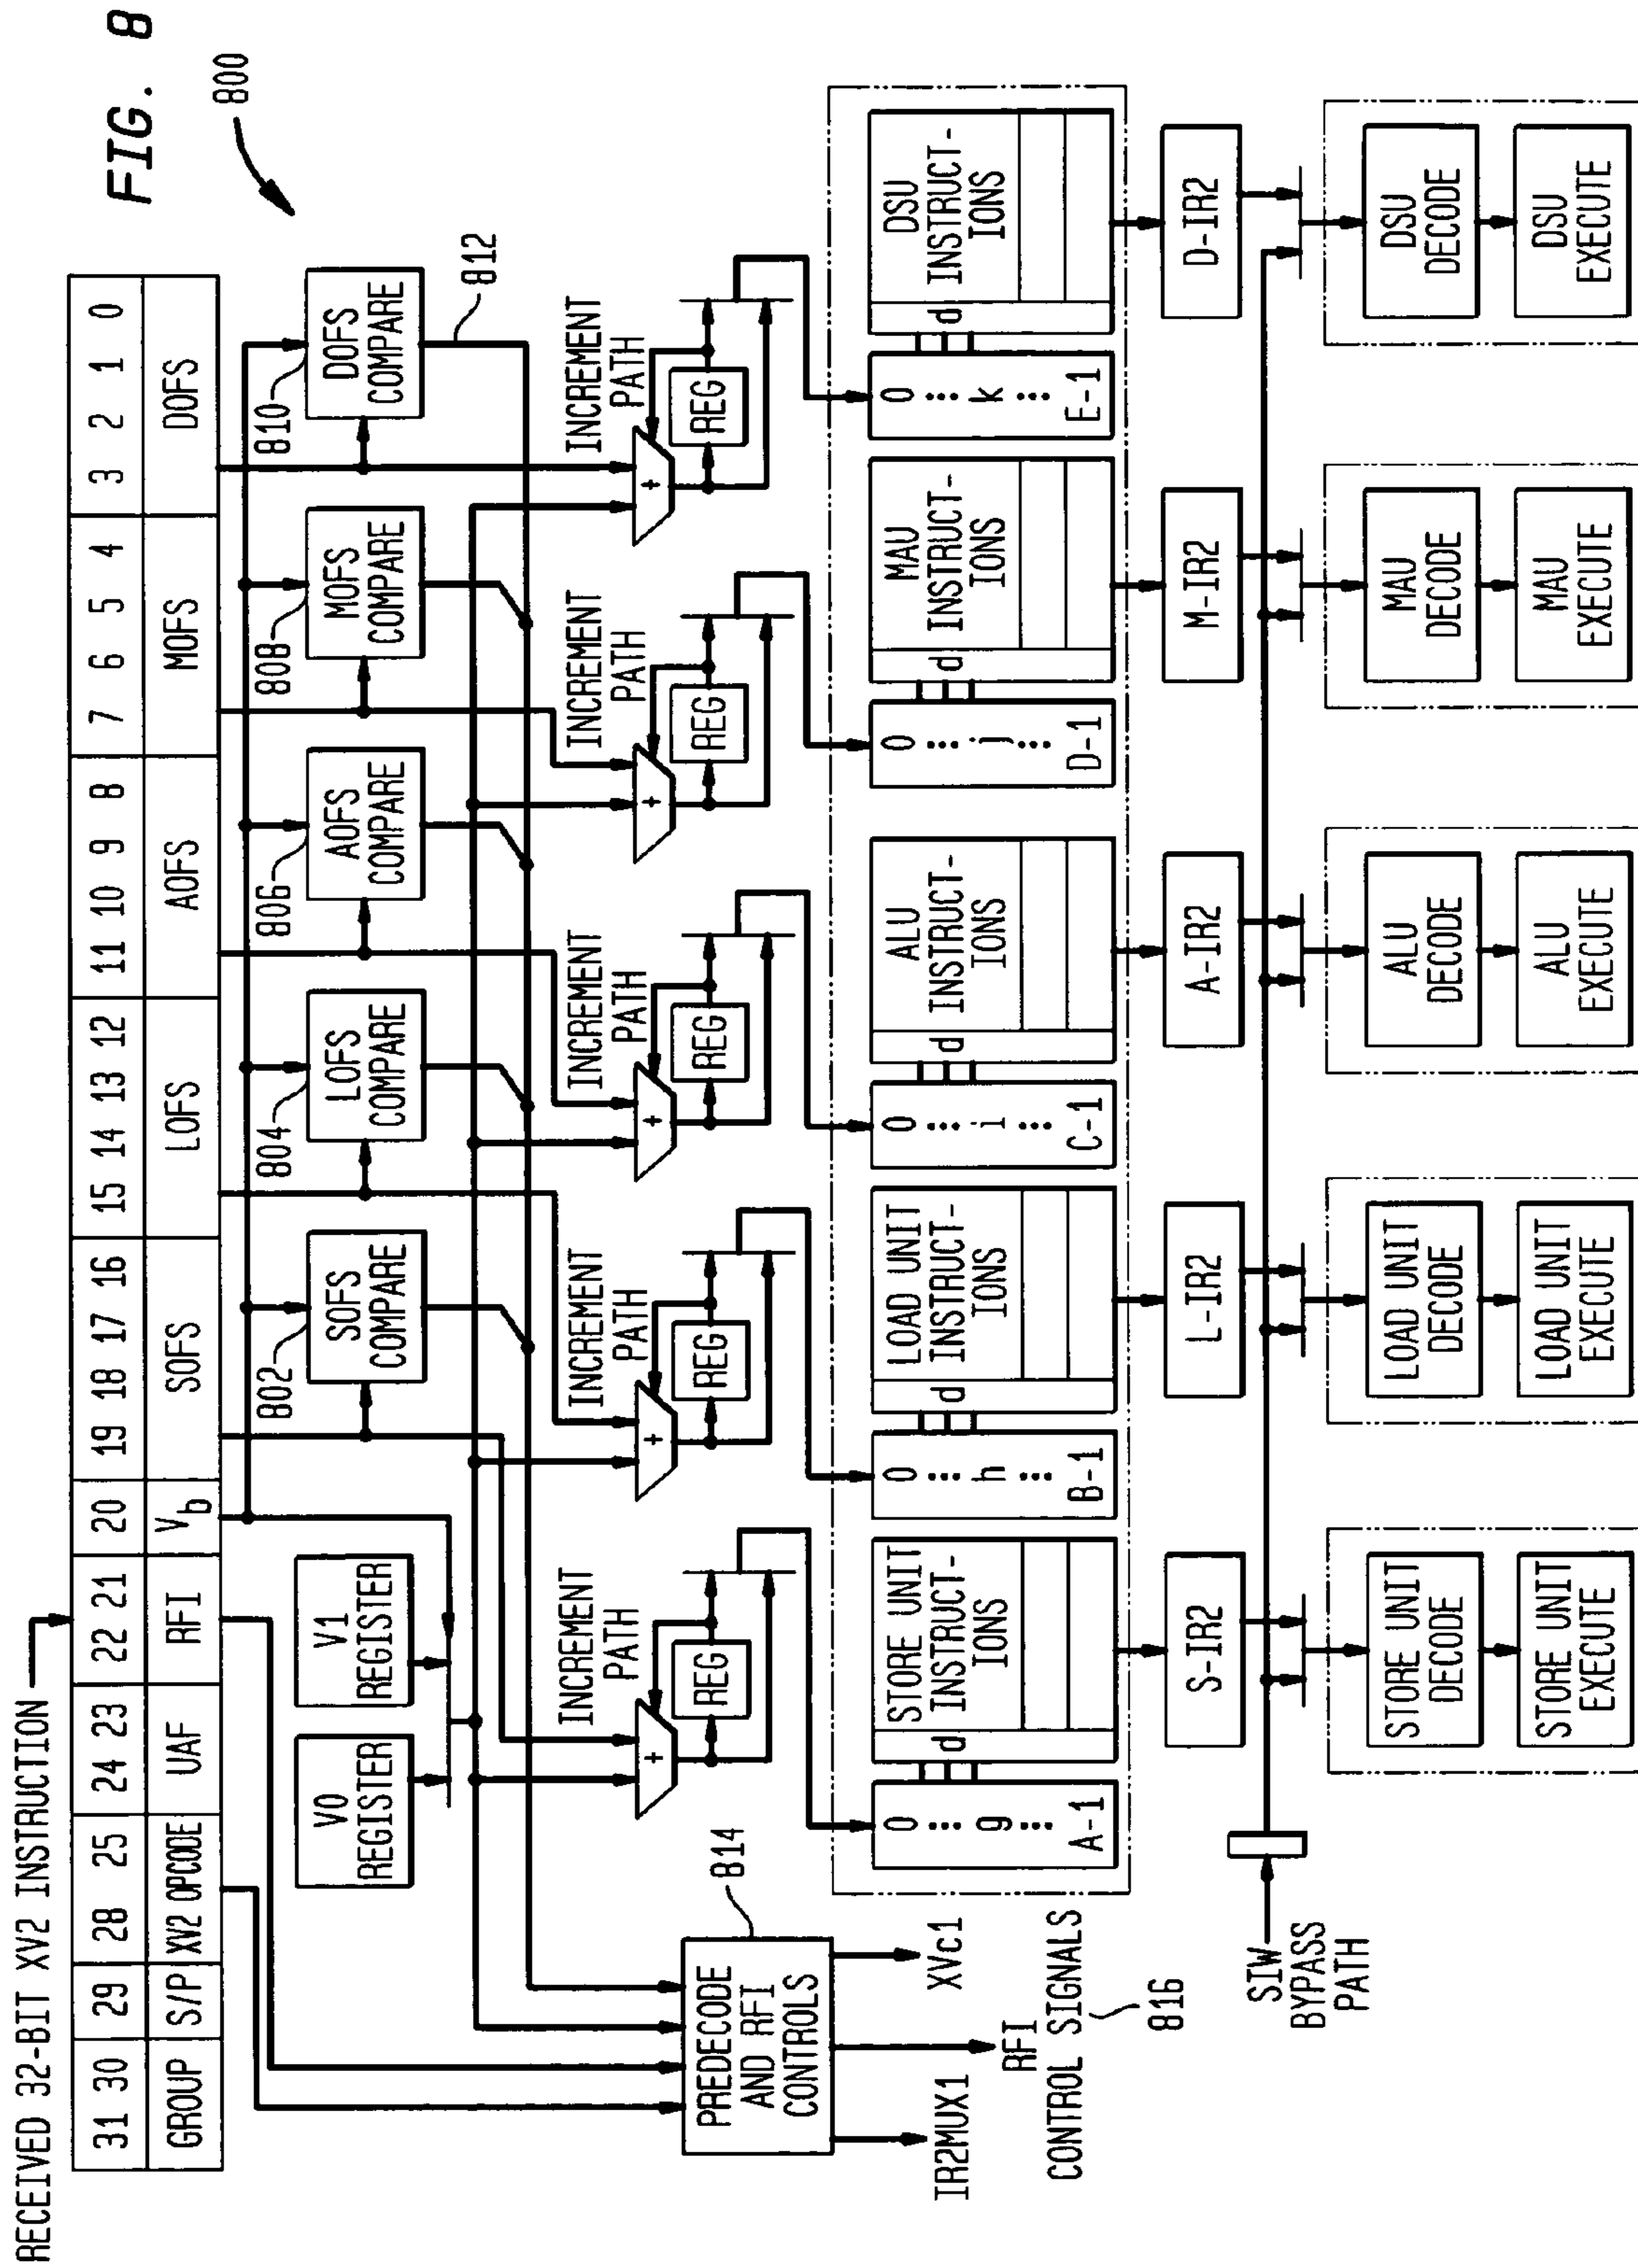 FIG. 8
800
RECEIVED 32-BIT XV2 INSTRUCTION
31 30 29 28 25 24 23 22 21 20 19 18 17 16 15 14 13 12 11 10 9 8 7 6 5 4 3 2 1 0
GROUP S/P XV2 OPCODE UAF RFI Vb SOFS LOFS AOFS MOFS DOFS
V0
REGISTER
V1
REGISTER
802
SOFS
COMPARE
804
LOFS
COMPARE
806
AOFS
COMPARE
808
MOFS
COMPARE
810
DOFS
COMPARE
812
INCREMENT
PATH
+
REG
INCREMENT
PATH
+
REG
INCREMENT
PATH
+
REG
INCREMENT
PATH
+
REG
INCREMENT
PATH
+
REG
814
PREDECODE
AND RFI
CONTROLS
IR2MUX1
RFI
CONTROL SIGNALS
816
XVc1
0
g
A-1
d
STORE UNIT
INSTRUCT-
IONS
0
h
B-1
d
LOAD UNIT
INSTRUCT-
IONS
0
i
C-1
d
ALU
INSTRUCT-
IONS
0
j
D-1
d
MAU
INSTRUCT-
IONS
0
k
E-1
d
DSU
INSTRUCT-
IONS
S-IR2
L-IR2
A-IR2
M-IR2
D-IR2
SIW
BYPASS
PATH
STORE UNIT
DECODE
LOAD UNIT
DECODE
ALU
DECODE
MAU
DECODE
DSU
DECODE
STORE UNIT
EXECUTE
LOAD UNIT
EXECUTE
ALU
EXECUTE
MAU
EXECUTE
DSU
EXECUTE